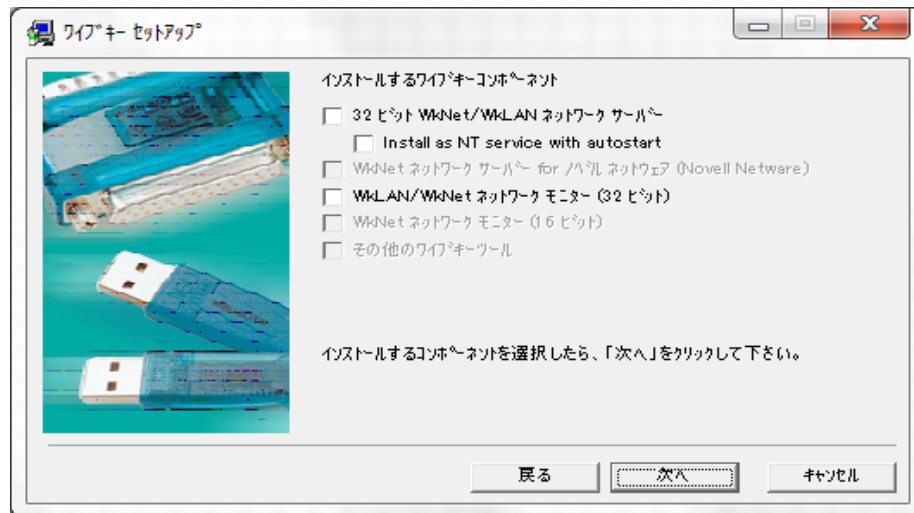 ワイブキー セットアップ
インストールするワイブキーコンポーネント
32 ビット WkNet/WkLAN ネットワーク サーバー
Install as NT service with autostart
WkNet ネットワーク サーバー for ノベル ネットウェア (Novell Netware)
WkLAN/WkNet ネットワーク モニター (32 ビット)
WkNet ネットワーク モニター (16 ビット)
その他のワイブキーツール
インストールするコンポーネントを選択したら、「次へ」をクリックして下さい。
戻る 次へ キャンセル